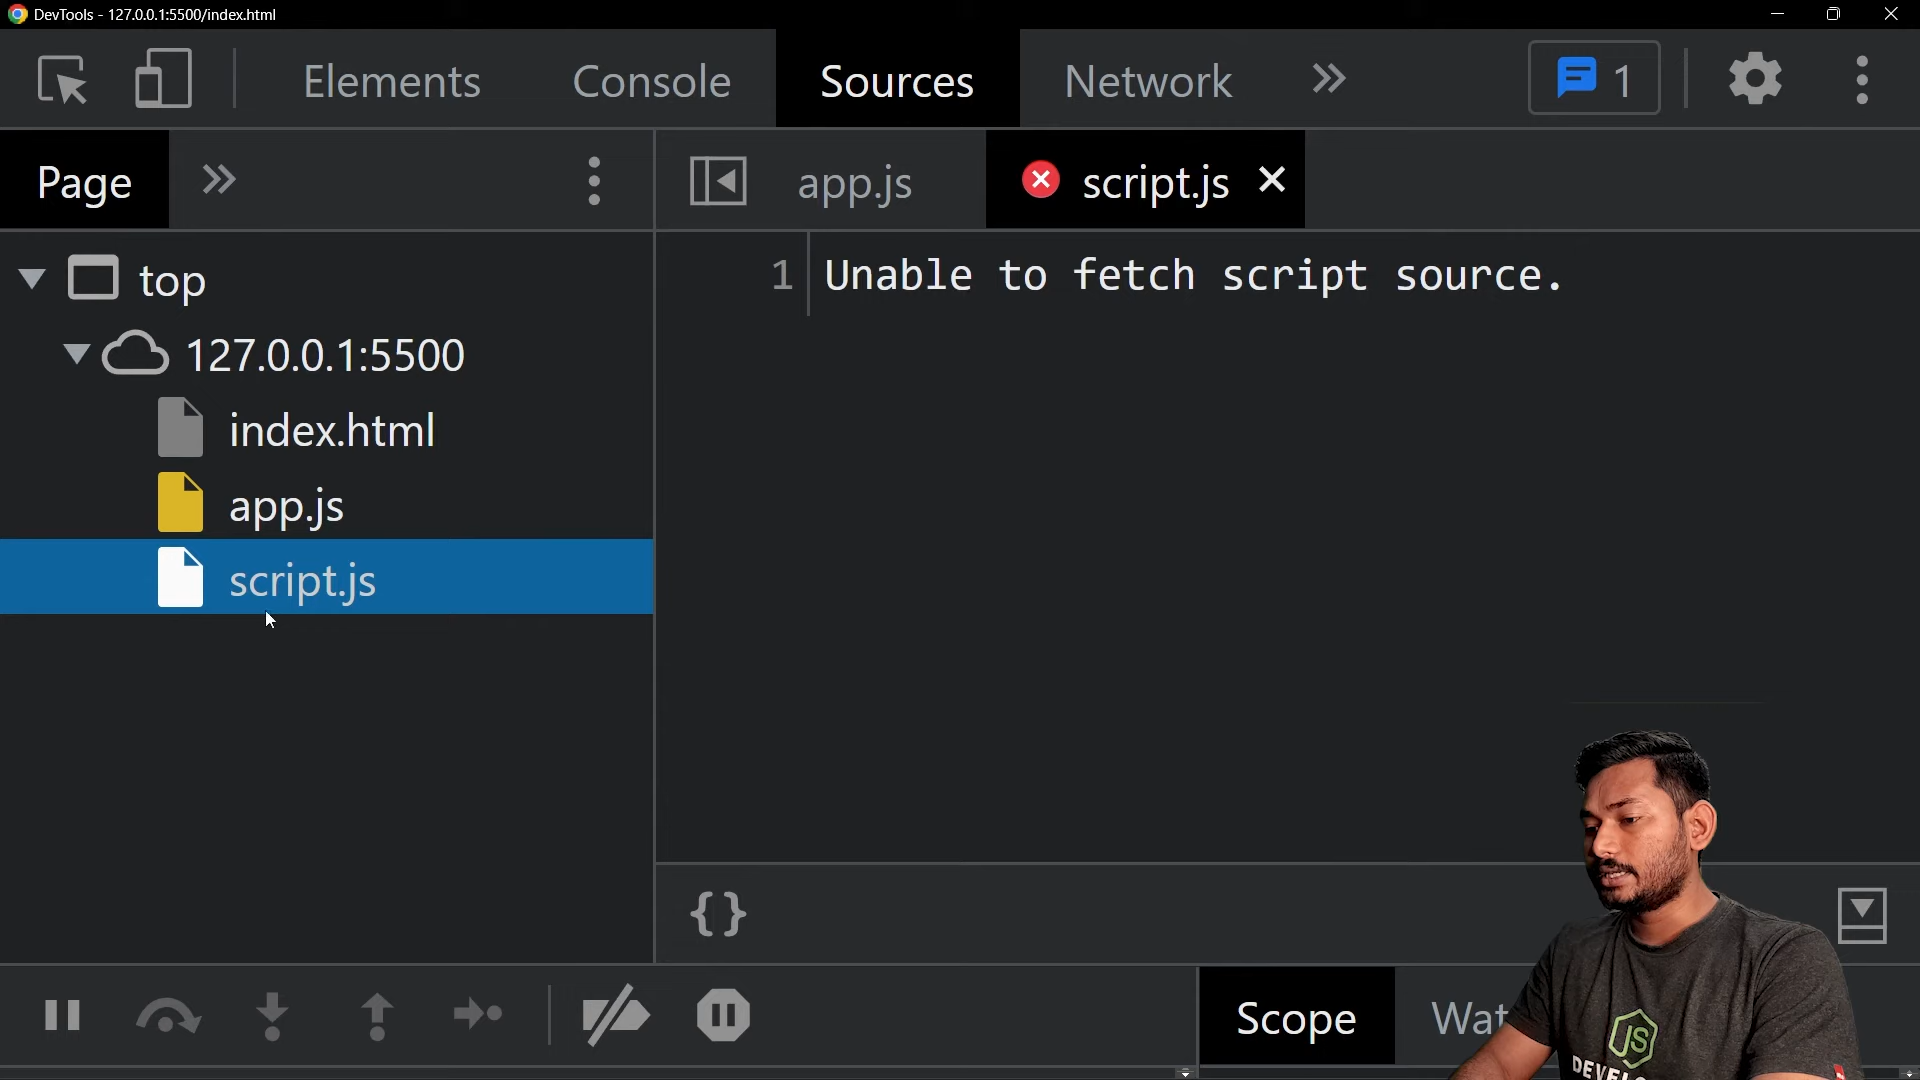 DevTools - 127.0.0.1:5500/index.html
Elements
Console
Sources
Network
1
Page
app.js
script.js
top
127.0.0.1:5500
index.html
app.js
script.js
1 Unable to fetch script source.
{}
Scope
Wat
JS